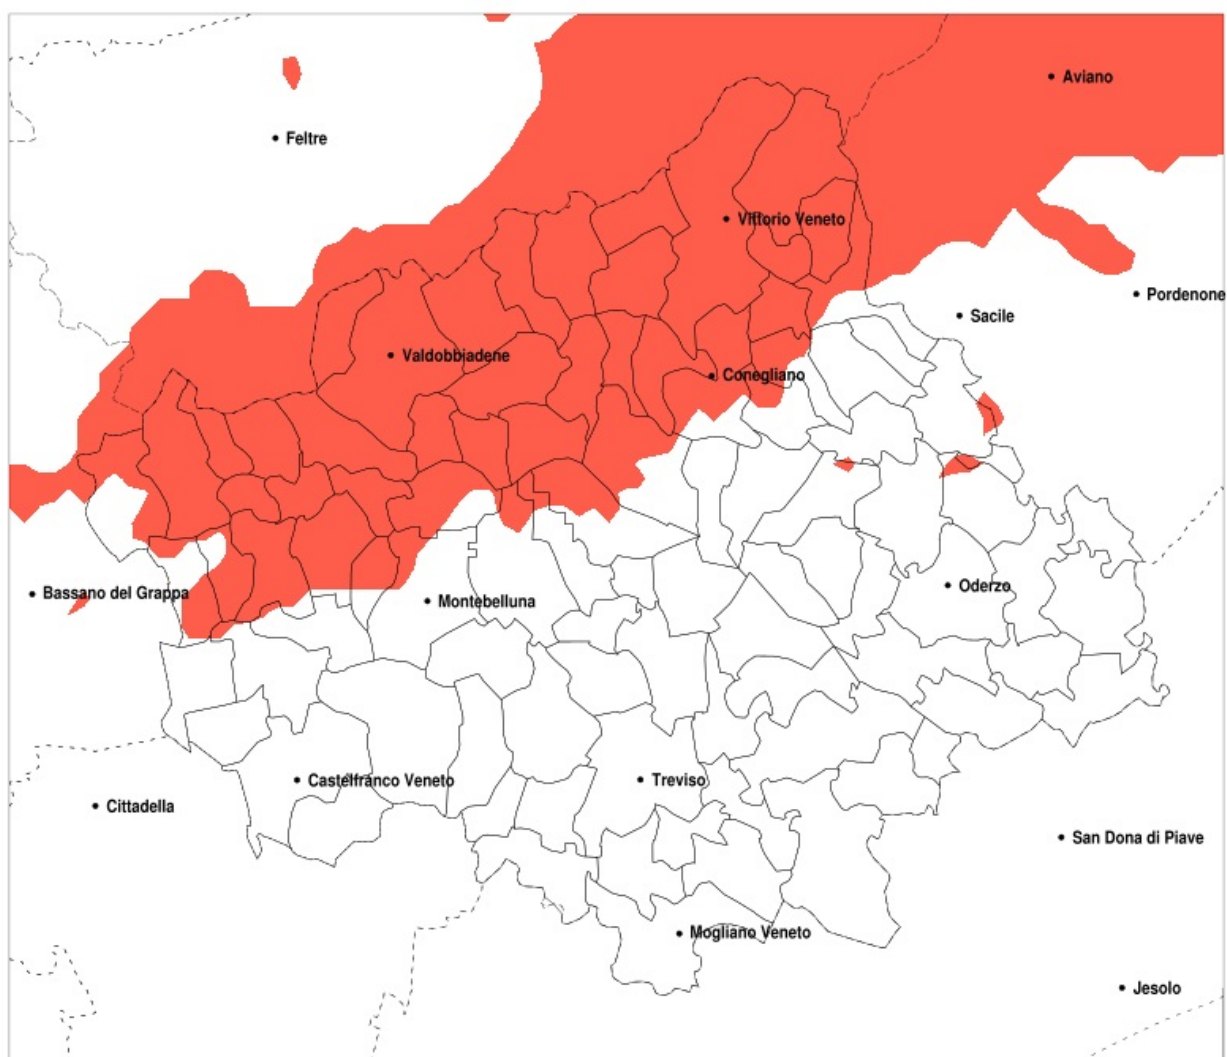 Aviano
Feltre
Vittorio Veneto
Pordenone
Sacile
Valdobbiadene
Conegliano
Oderzo
Bassano del Grappa
Montebelluna
Castelfranco Veneto
Treviso
Cittadella
San Dona di Piave
Mogliano Veneto
Jesolo